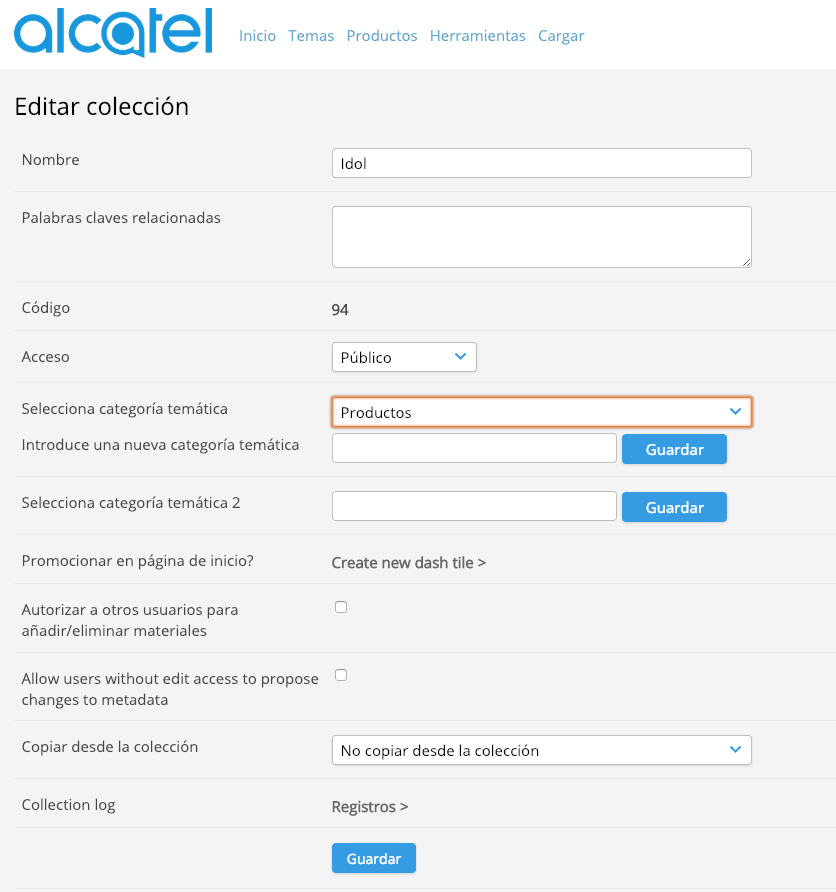 alcatel
Inicio Temas Productos Herramientas Cargar
Editar colección
Nombre
Idol
Palabras claves relacionadas
Código
94
Acceso
Público
Selecciona categoría temática
Productos
Introduce una nueva categoría temática
Guardar
Selecciona categoría temática 2
Guardar
Promocionar en página de inicio?
Create new dash tile >
Autorizar a otros usuarios para
añadir/eliminar materiales
Allow users without edit access to propose
changes to metadata
Copiar desde la colección
No copiar desde la colección
Collection log
Registros >
Guardar